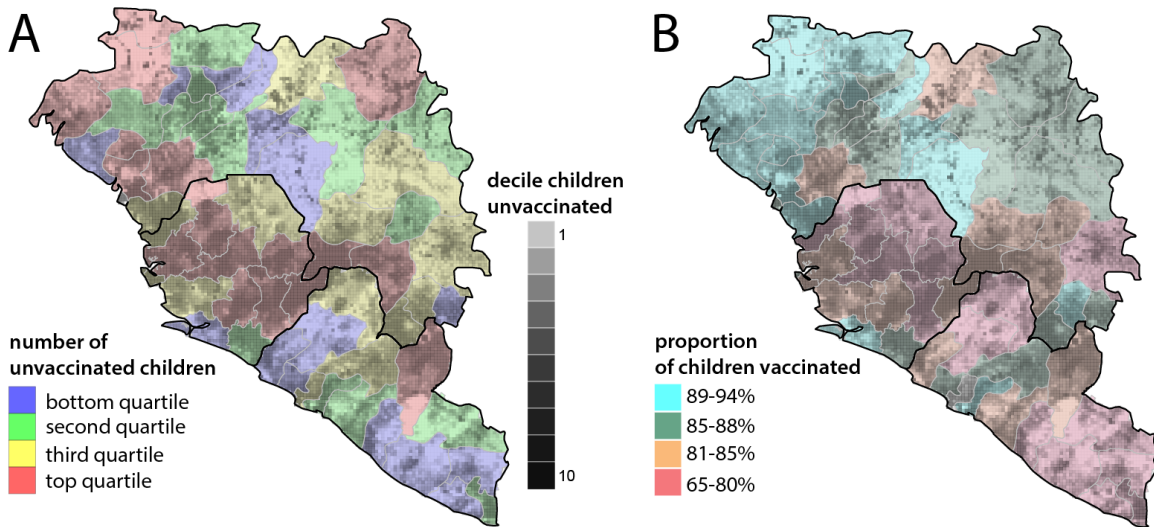 A
decile children
unvaccinated
1
10
number of
unvaccinated children
bottom quartile
second quartile
third quartile
top quartile
B
proportion
of children vaccinated
89-94%
85-88%
81-85%
65-80%